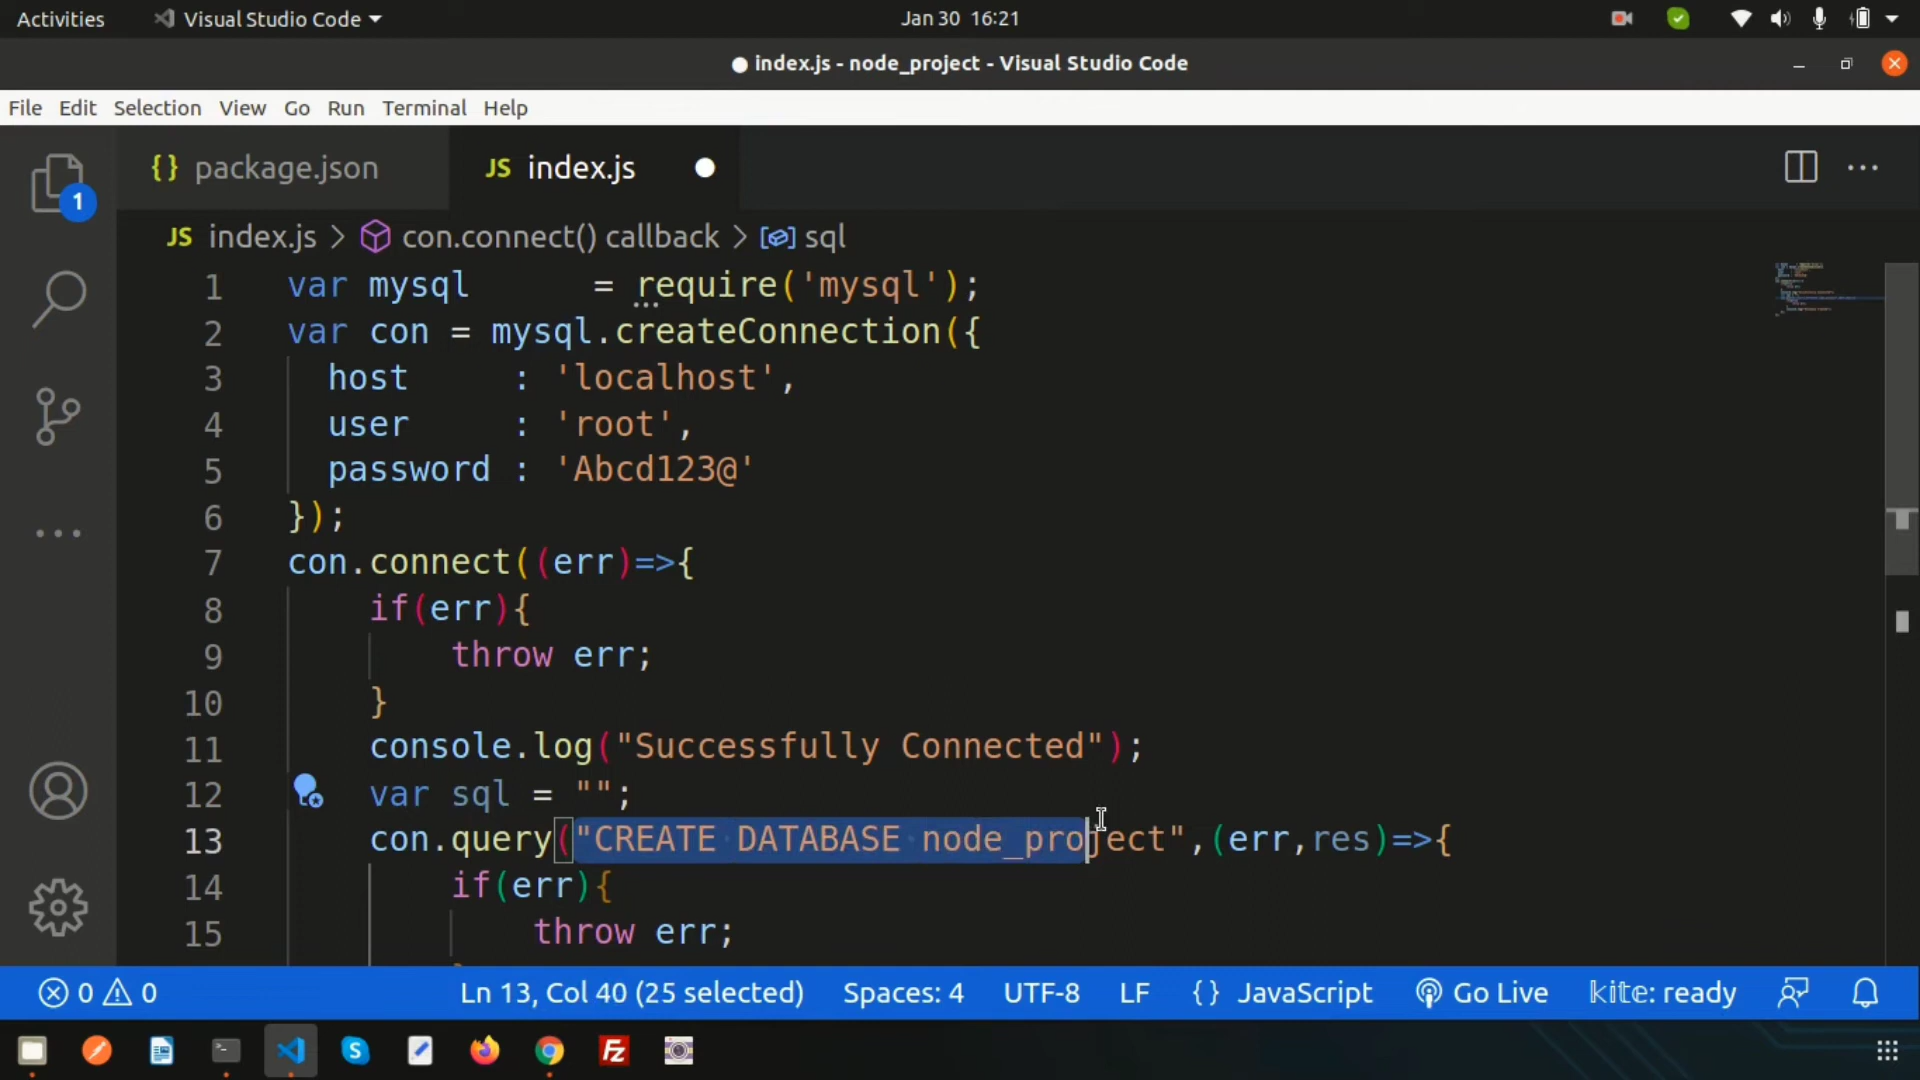 Activities Visual Studio Code Jan 30 16:21
index.js - node_project - Visual Studio Code
File Edit Selection View Go Run Terminal Help
{ } package.json JS index.js
1
JS index.js > con.connect() callback > sql
1 var mysql = require('mysql');
2 var con = mysql.createConnection({
3 host : 'localhost',
4 user : 'root',
5 password : 'Abcd123@'
6 });
7 con.connect((err)=>{
8 if(err){
9 throw err;
10 }
11 console.log("Successfully Connected");
12 var sql = "";
13 con.query("CREATE DATABASE node_project",(err,res)=>{
14 if(err){
15 throw err;
0 0 Ln 13, Col 40 (25 selected) Spaces: 4 UTF-8 LF { } JavaScript Go Live kite: ready